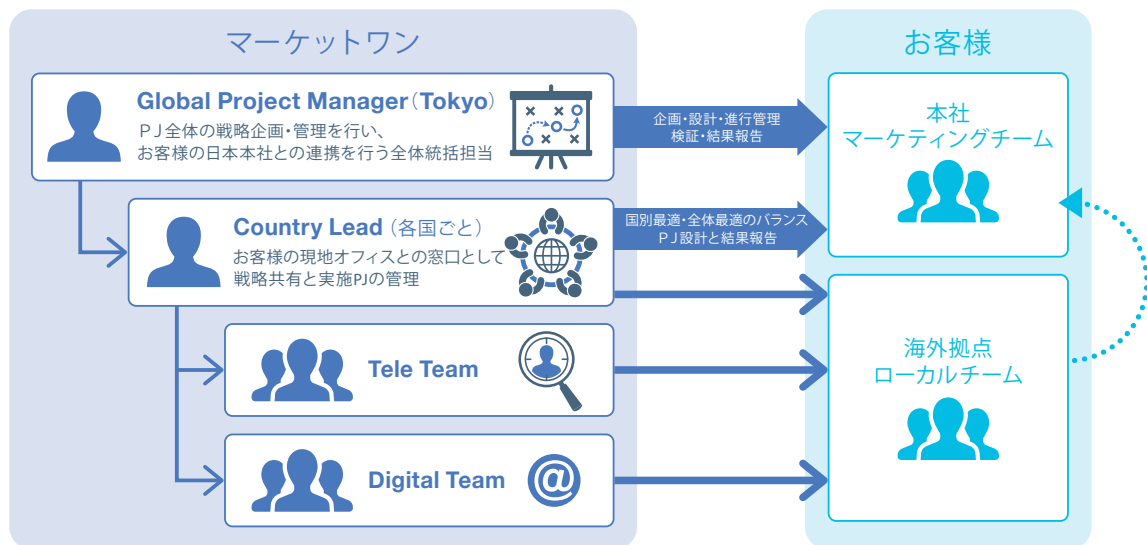 マーケットワン
Global Project Manager（Tokyo）
PJ全体の戦略企画・管理を行い、
お客様の日本本社との連携を行う全体統括担当
企画・設計・進行管理
検証・結果報告
Country Lead（各国ごと）
お客様の現地オフィスとの窓口として
戦略共有と実施PJの管理
国別最適・全体最適のバランス
PJ設計と結果報告
Tele Team
Digital Team
@
お客様
本社
マーケティングチーム
海外拠点
ローカルチーム